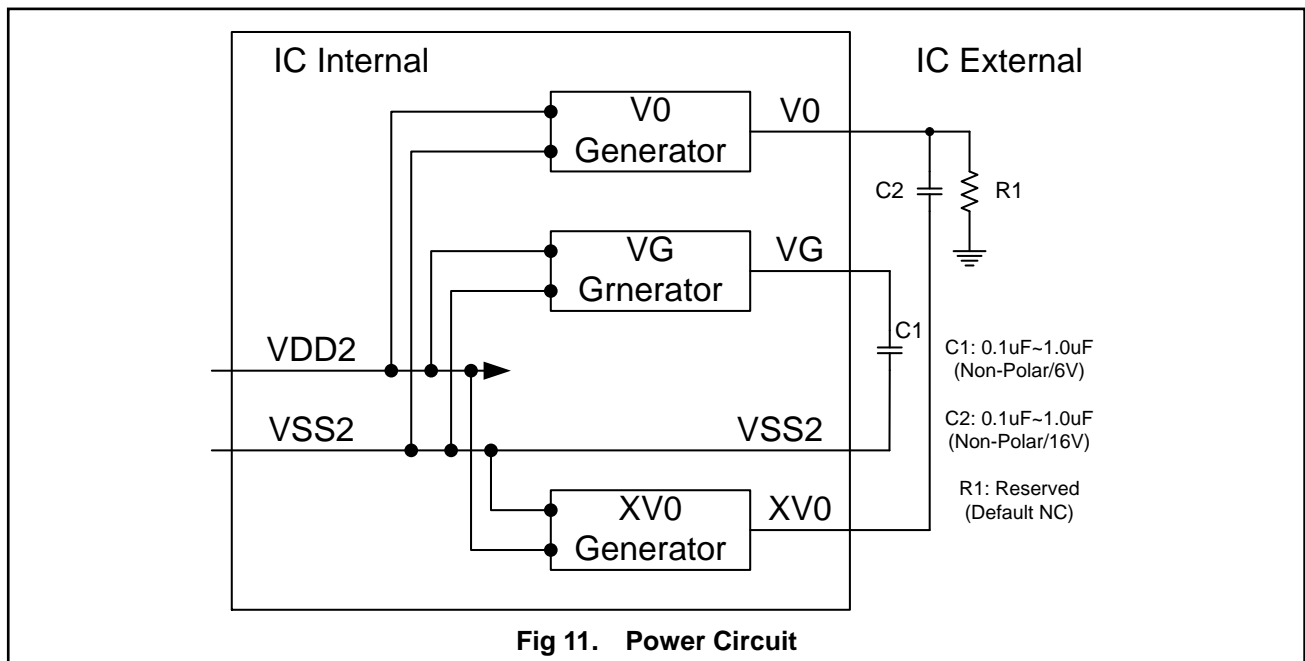 IC Internal
IC External
V0
Generator
V0
C2
R1
VG
Grnerator
VG
C1
VDD2
C1: 0.1uF~1.0uF
(Non-Polar/6V)
VSS2
VSS2
C2: 0.1uF~1.0uF
(Non-Polar/16V)
XV0
Generator
XV0
R1: Reserved
(Default NC)
Fig 11. Power Circuit